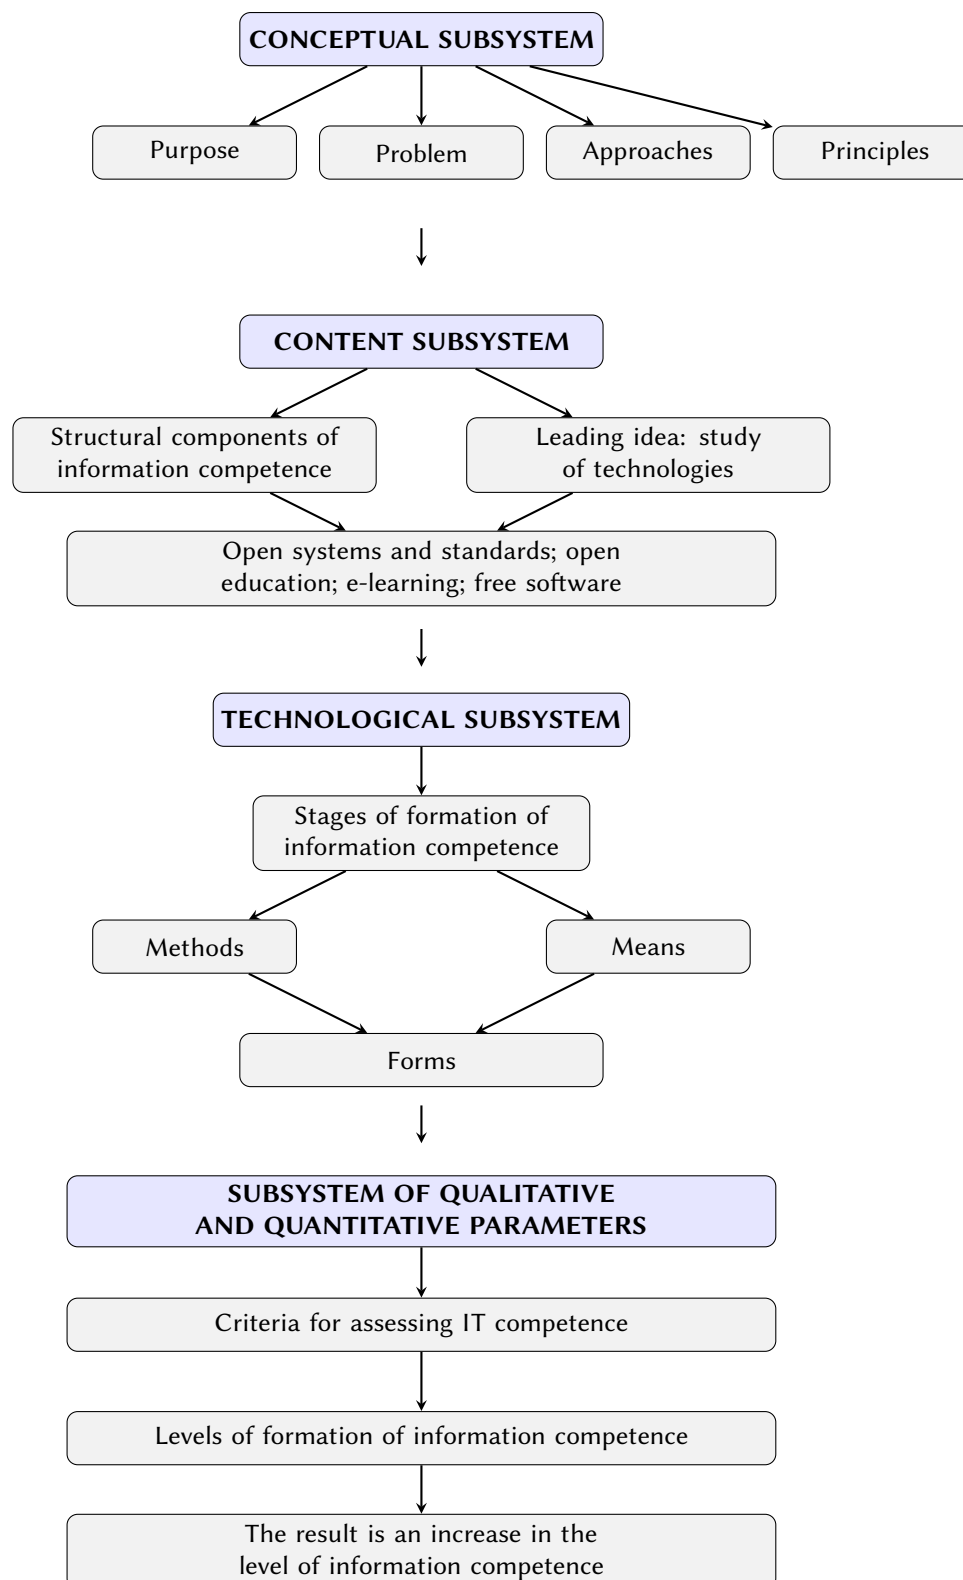 CONCEPTUAL SUBSYSTEM
Purpose
Problem
Approaches
Principles
CONTENT SUBSYSTEM
Structural components of
information competence
Leading idea: study
of technologies
Open systems and standards; open
education; e-learning; free software
TECHNOLOGICAL SUBSYSTEM
Stages of formation of
information competence
Methods
Means
Forms
SUBSYSTEM OF QUALITATIVE
AND QUANTITATIVE PARAMETERS
Criteria for assessing IT competence
Levels of formation of information competence
The result is an increase in the
level of information competence